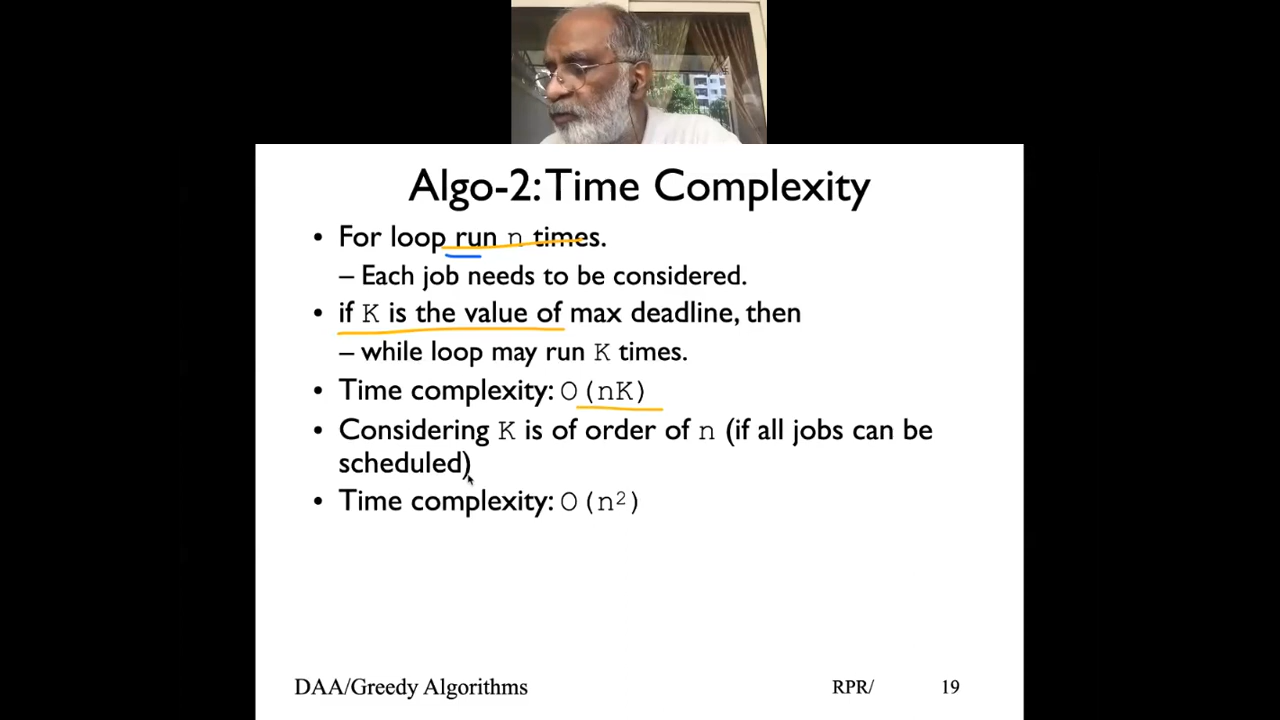 Algo-2: Time Complexity
• For loop run n times.
– Each job needs to be considered.
• if K is the value of max deadline, then
– while loop may run K times.
• Time complexity: O(nK)
• Considering K is of order of n (if all jobs can be
scheduled)
• Time complexity: O(n²)
DAA/Greedy Algorithms RPR/ 19